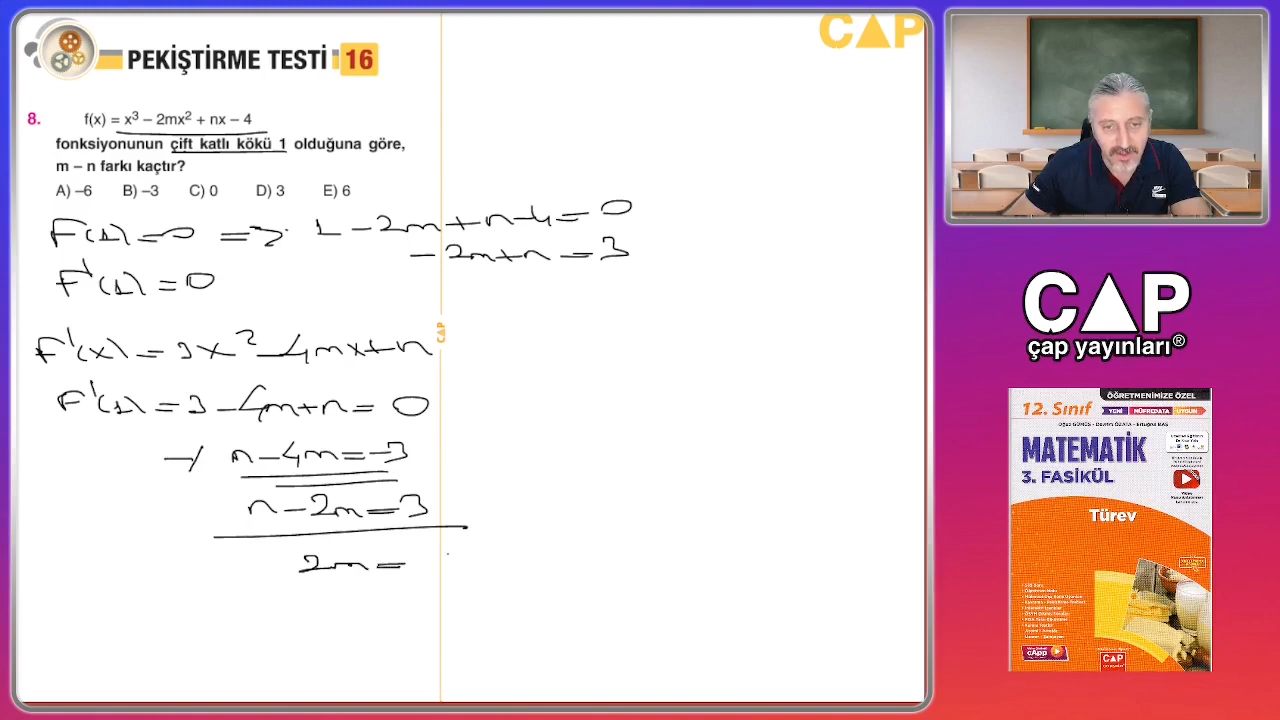 PEKİŞTİRME TESTİ 16
ÇAP
8. f(x) = x³ – 2mx² + nx – 4
fonksiyonunun çift katlı kökü 1 olduğuna göre,
m – n farkı kaçtır?
A) –6 B) –3 C) 0 D) 3 E) 6
F(1)=0 => 1 – 2m+n–4=0
– 2m+n = 3
F'(1)=0
F'(x) = 3x² – 4mx+n
F'(1) = 3 – 4m+n = 0
–/ n – 4m = –3
n – 2m = 3
2m =
ÇAP
ÇAP
çap yayınları®
ÖĞRETMENİMİZE ÖZEL
12. Sınıf
YENİ MÜFREDATA UYGUN
MATEMATİK
3. FASİKÜL
Türev
ÇAP